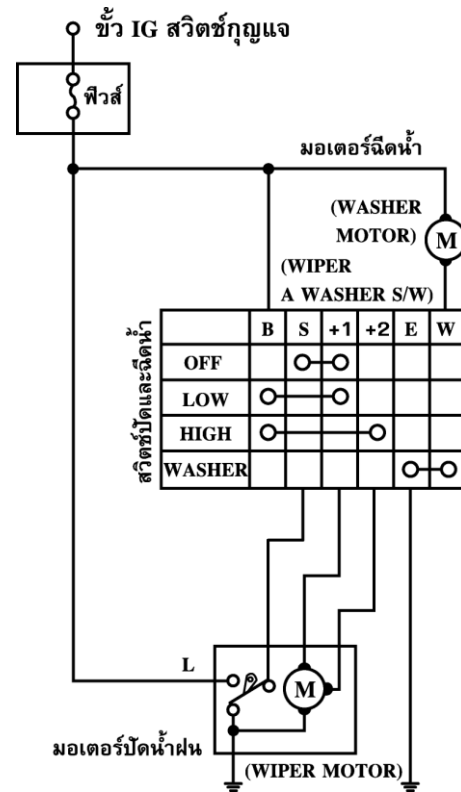 ขั้ว IG สวิตช์กุญแจ
ฟิวส์
มอเตอร์ฉีดน้ำ
(WASHER
MOTOR)
M
(WIPER
A WASHER S/W)
สวิตช์ปัดและฉีดน้ำ
B S +1 +2 E W
OFF
LOW
HIGH
WASHER
L
M
มอเตอร์ปัดน้ำฝน
(WIPER MOTOR)